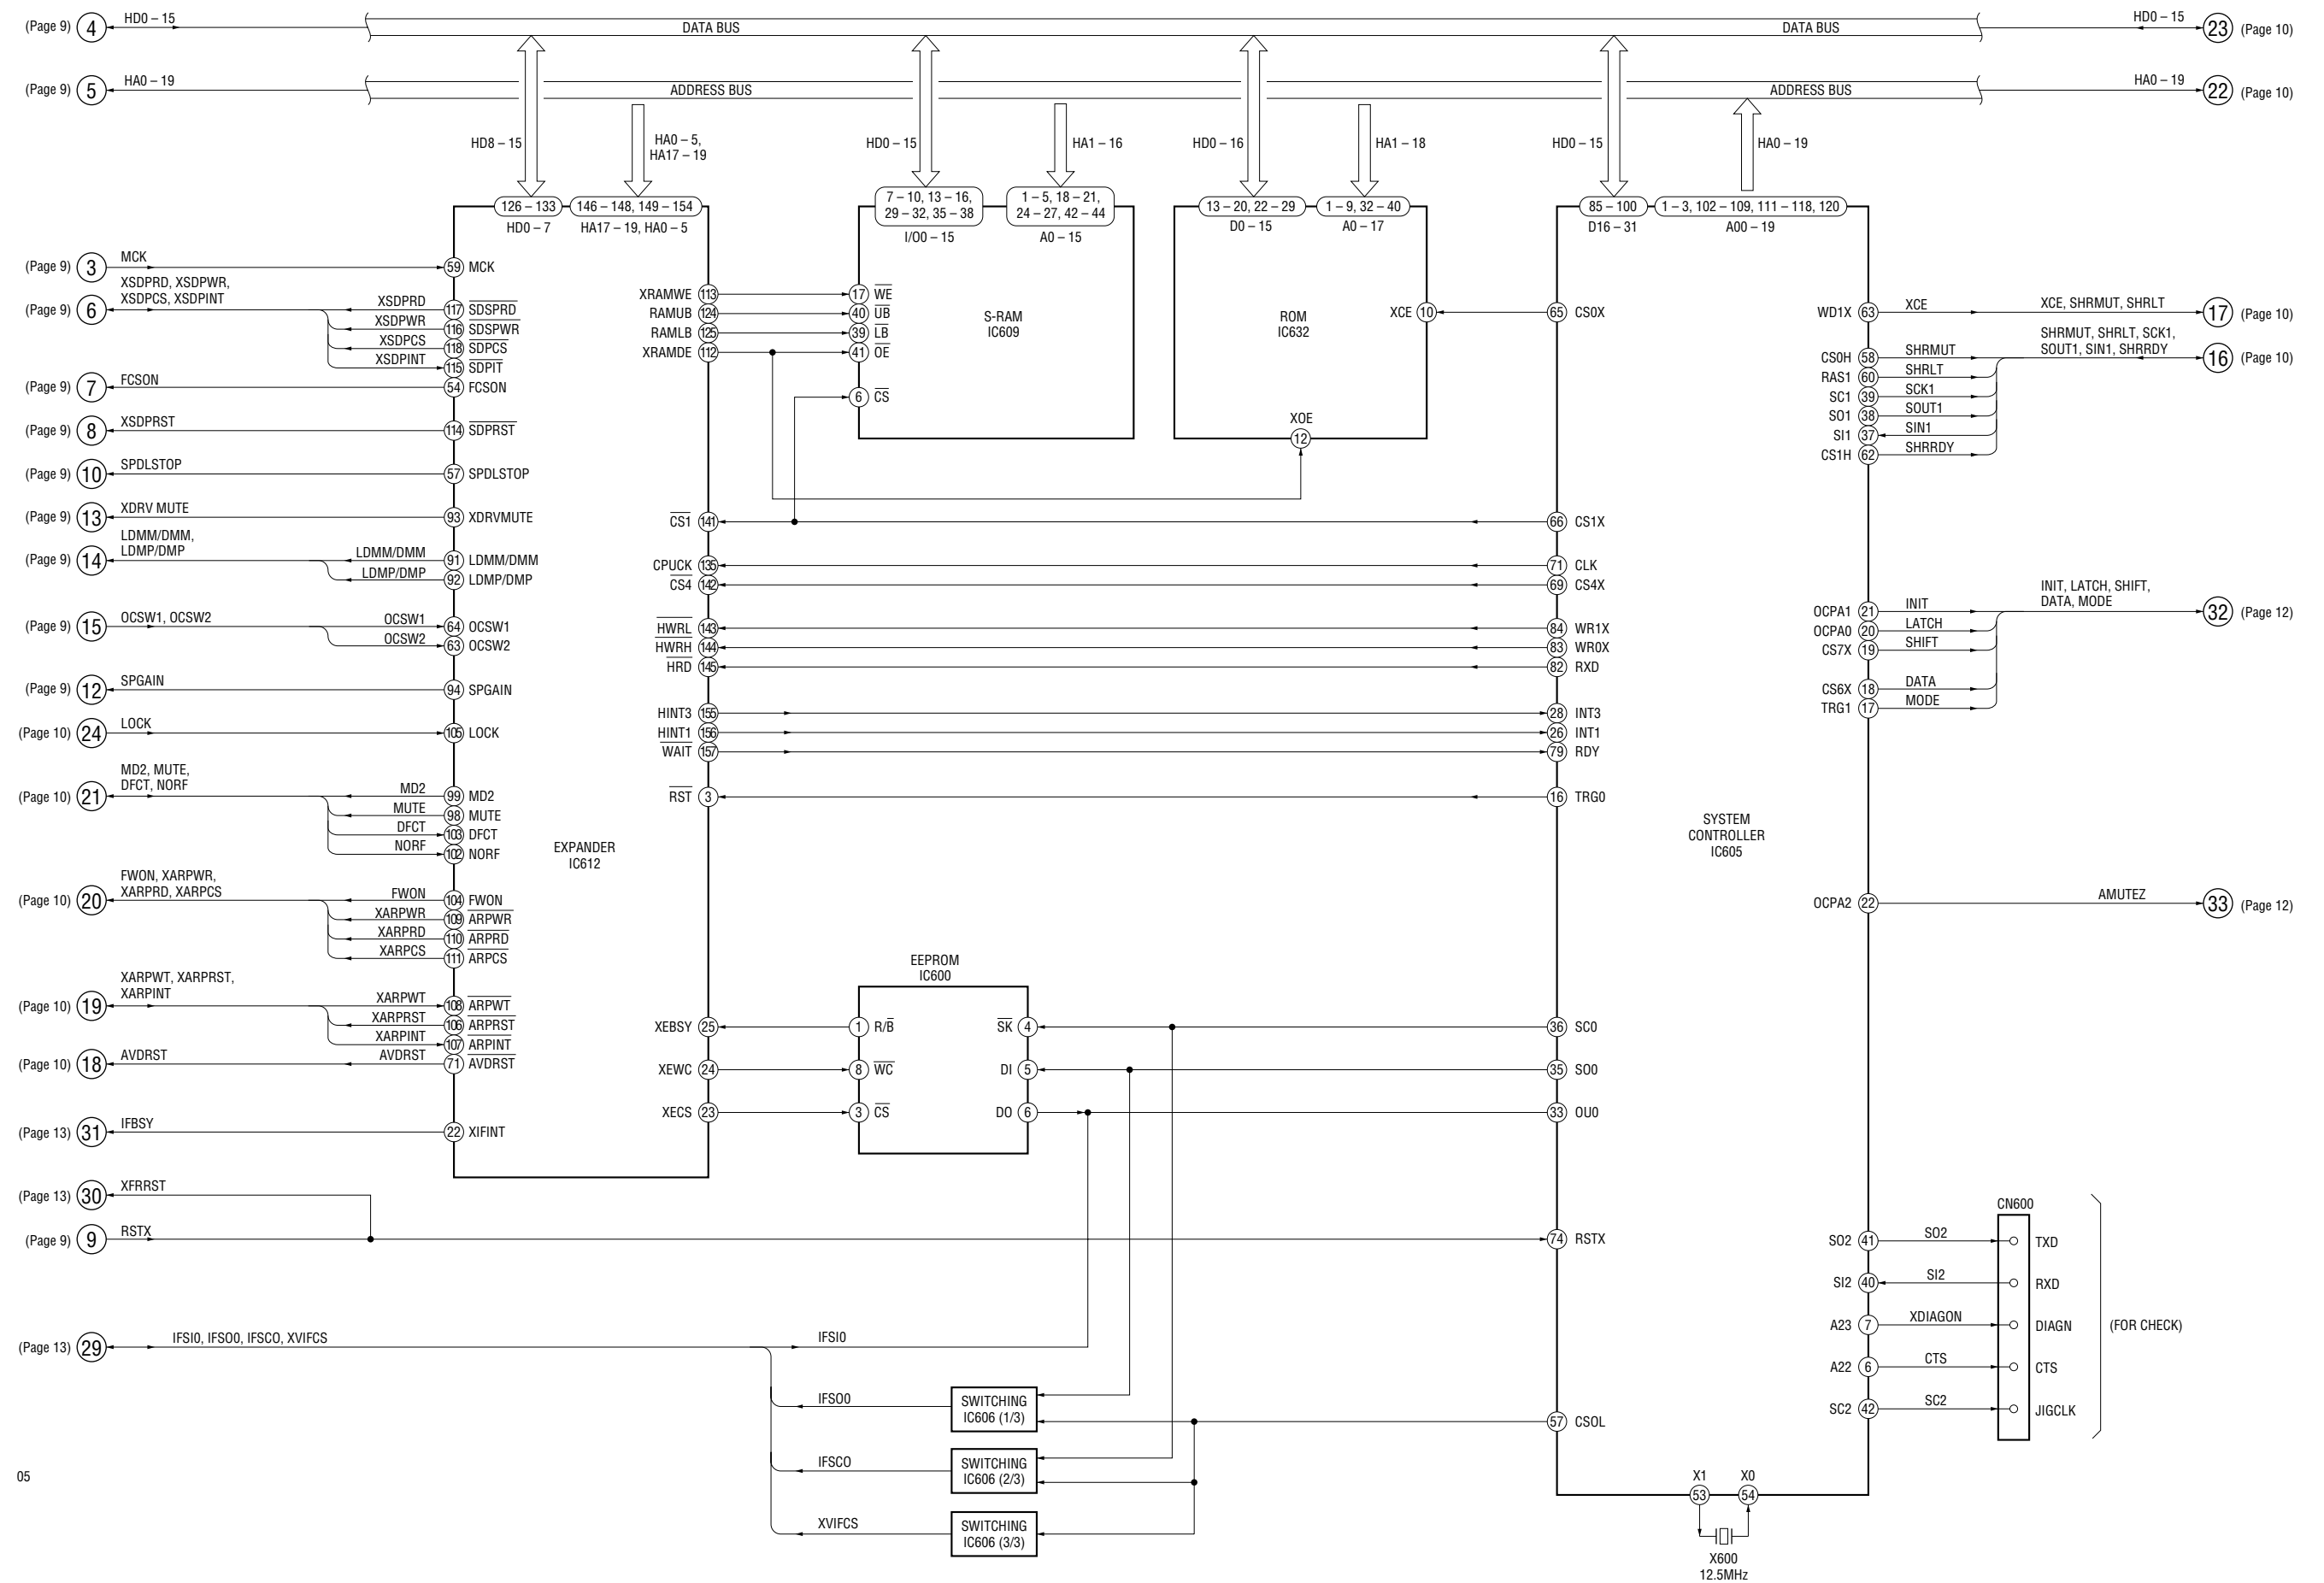 (Page 9) 4 HD0 – 15
DATA BUS
DATA BUS
HD0 – 15 23 (Page 10)
(Page 9) 5 HA0 – 19
ADDRESS BUS
ADDRESS BUS
HA0 – 19 22 (Page 10)
HD8 – 15
HA0 – 5,
HA17 – 19
HD0 – 15
HA1 – 16
HD0 – 16
HA1 – 18
HD0 – 15
HA0 – 19
126 – 133
HD0 – 7
146 – 148, 149 – 154
HA17 – 19, HA0 – 5
7 – 10, 13 – 16,
29 – 32, 35 – 38
I/O0 – 15
1 – 5, 18 – 21,
24 – 27, 42 – 44
A0 – 15
13 – 20, 22 – 29
D0 – 15
1 – 9, 32 – 40
A0 – 17
85 – 100
D16 – 31
1 – 3, 102 – 109, 111 – 118, 120
A00 – 19
(Page 9) 3 MCK
59 MCK
(Page 9) 6 XSDPRD, XSDPWR,
XSDPCS, XSDPINT
XSDPRD 117 SDSPRD
XSDPWR 116 SDSPWR
XSDPCS 118 SDPCS
XSDPINT 115 SDPIT
(Page 9) 7 FCSON
54 FCSON
(Page 9) 8 XSDPRST
114 SDPRST
(Page 9) 10 SPDLSTOP
57 SPDLSTOP
(Page 9) 13 XDRV MUTE
93 XDRVMUTE
(Page 9) 14 LDMM/DMM,
LDMP/DMP
LDMM/DMM 91 LDMM/DMM
LDMP/DMP 92 LDMP/DMP
(Page 9) 15 OCSW1, OCSW2
OCSW1 64 OCSW1
OCSW2 63 OCSW2
(Page 9) 12 SPGAIN
94 SPGAIN
(Page 10) 24 LOCK
105 LOCK
(Page 10) 21 MD2, MUTE,
DFCT, NORF
MD2 99 MD2
MUTE 98 MUTE
DFCT 103 DFCT
NORF 102 NORF
(Page 10) 20 FWON, XARPWR,
XARPRD, XARPCS
FWON 104 FWON
XARPWR 109 ARPWR
XARPRD 110 ARPRD
XARPCS 111 ARPCS
(Page 10) 19 XARPWT, XARPRST,
XARPINT
XARPWT 108 ARPWT
XARPRST 106 ARPRST
XARPINT 107 ARPINT
(Page 10) 18 AVDRST
AVDRST 71 AVDRST
(Page 13) 31 IFBSY
22 XIFINT
(Page 13) 30 XFRRST
(Page 9) 9 RSTX
(Page 13) 29 IFSI0, IFSO0, IFSCO, XVIFCS
EXPANDER
IC612
XRAMWE 113
RAMUB 124
RAMLB 125
XRAMDE 112
CS1 141
CPUCK 135
CS4 142
HWRL 143
HWRH 144
HRD 145
HINT3 155
HINT1 156
WAIT 157
RST 3
XEBSY 25
XEWC 24
XECS 23
17 WE
40 UB
39 LB
41 OE
6 CS
S-RAM
IC609
ROM
IC632
XCE 10
XOE
12
EEPROM
IC600
1 R/B
8 WC
3 CS
SK 4
DI 5
DO 6
IFSI0
IFSO0
IFSCO
XVIFCS
SWITCHING
IC606 (1/3)
SWITCHING
IC606 (2/3)
SWITCHING
IC606 (3/3)
65 CS0X
66 CS1X
71 CLK
69 CS4X
84 WR1X
83 WR0X
82 RXD
28 INT3
26 INT1
79 RDY
16 TRG0
36 SC0
35 SO0
33 OU0
74 RSTX
57 CSOL
SYSTEM
CONTROLLER
IC605
WD1X 63 XCE
XCE, SHRMUT, SHRLT 17 (Page 10)
CS0H 58 SHRMUT
RAS1 60 SHRLT
SC1 39 SCK1
SO1 38 SOUT1
SI1 37 SIN1
CS1H 62 SHRRDY
SHRMUT, SHRLT, SCK1,
SOUT1, SIN1, SHRRDY 16 (Page 10)
OCPA1 21 INIT
OCPA0 20 LATCH
CS7X 19 SHIFT
CS6X 18 DATA
TRG1 17 MODE
INIT, LATCH, SHIFT,
DATA, MODE 32 (Page 12)
OCPA2 22 AMUTEZ 33 (Page 12)
CN600
SO2 41 SO2 TXD
SI2 40 SI2 RXD
A23 7 XDIAGON DIAGN
A22 6 CTS CTS
SC2 42 SC2 JIGCLK
(FOR CHECK)
X1 X0
53 54
X600
12.5MHz
05